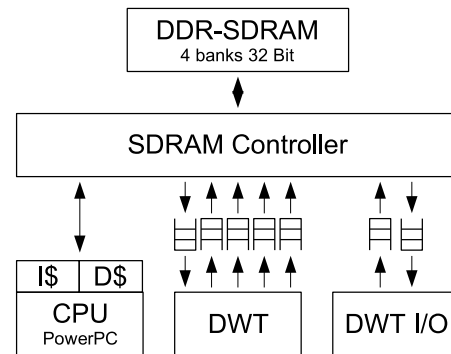 DDR-SDRAM
4 banks 32 Bit
SDRAM Controller
I$ D$
CPU
PowerPC
DWT
DWT I/O